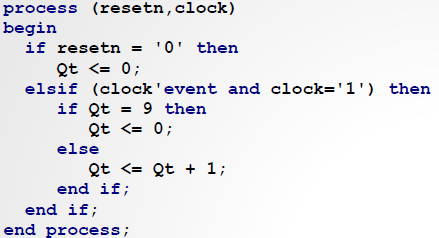 process (resetn,clock)
begin
if resetn = '0' then
Qt <= 0;
elsif (clock'event and clock='1') then
if Qt = 9 then
Qt <= 0;
else
Qt <= Qt + 1;
end if;
end if;
end process;